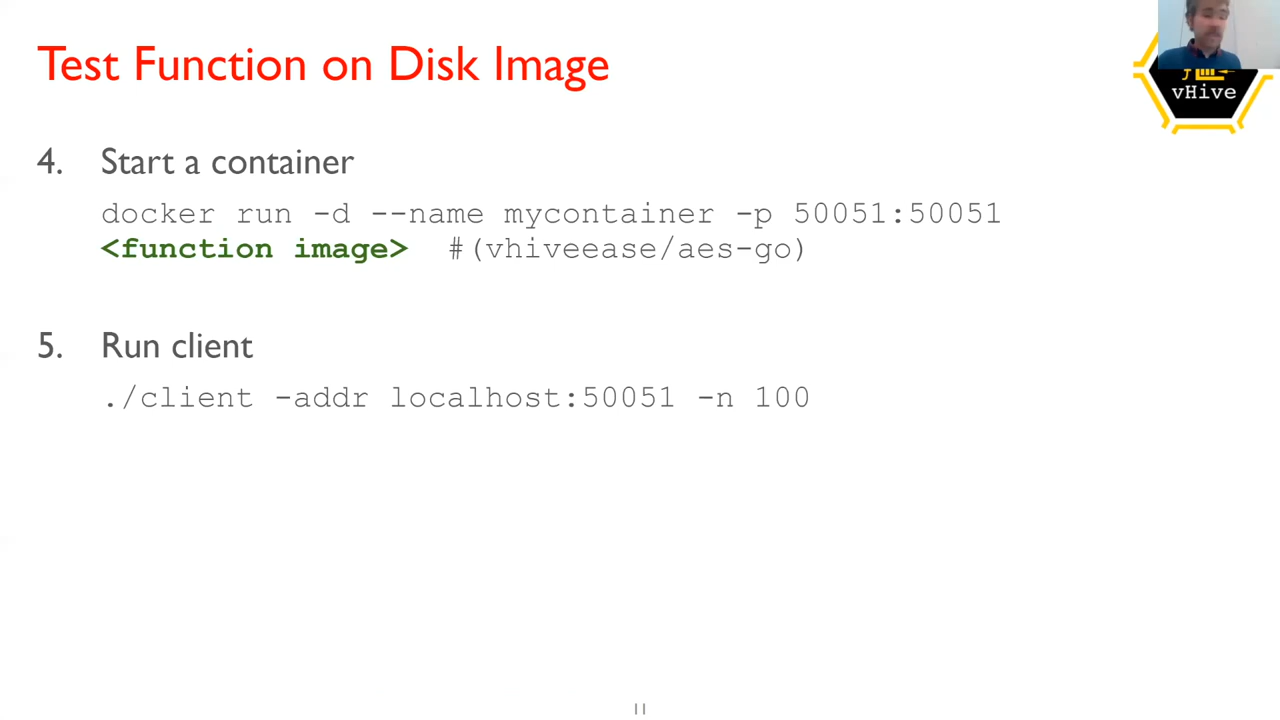 Test Function on Disk Image
vHive
4. Start a container
docker run -d --name mycontainer -p 50051:50051
<function image> #(vhiveease/aes-go)
5. Run client
./client -addr localhost:50051 -n 100
11